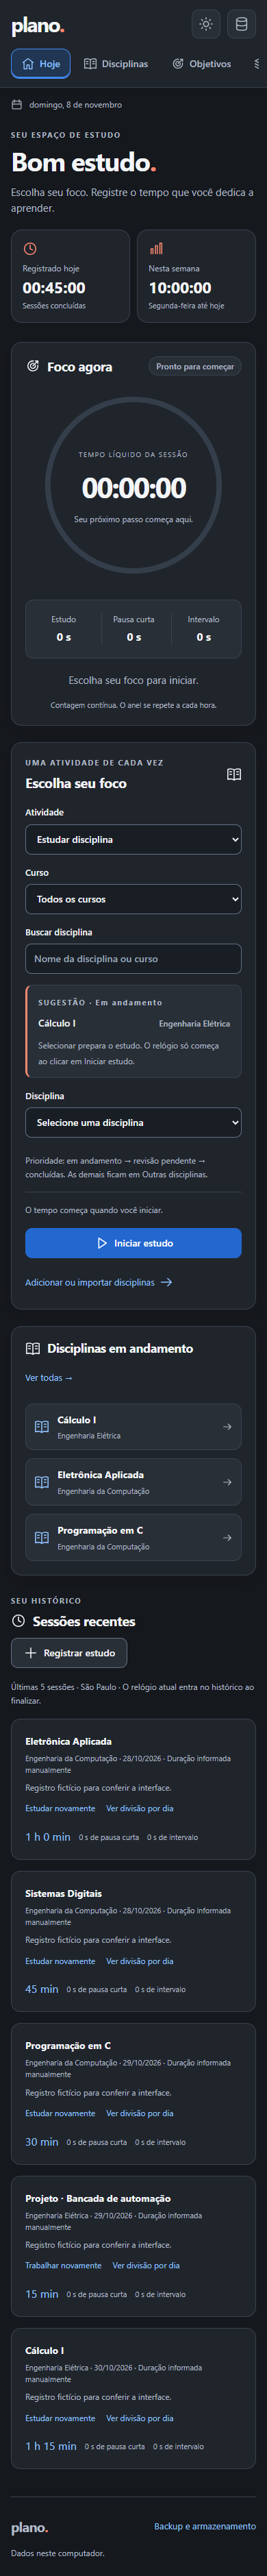 plano.
Hoje
Disciplinas
Objetivos
domingo, 8 de novembro
SEU ESPAÇO DE ESTUDO
Bom estudo.
Escolha seu foco. Registre o tempo que você dedica a
aprender.
Registrado hoje
00:45:00
Sessões concluídas
Nesta semana
10:00:00
Segunda-feira até hoje
Foco agora
Pronto para começar
TEMPO LÍQUIDO DA SESSÃO
00:00:00
Seu próximo passo começa aqui.
Estudo
0 s
Pausa curta
0 s
Intervalo
0 s
Escolha seu foco para iniciar.
Contagem contínua. O anel se repete a cada hora.
UMA ATIVIDADE DE CADA VEZ
Escolha seu foco
Atividade
Estudar disciplina
Curso
Todos os cursos
Buscar disciplina
Nome da disciplina ou curso
SUGESTÃO · Em andamento
Cálculo I
Engenharia Elétrica
Selecionar prepara o estudo. O relógio só começa
ao clicar em Iniciar estudo.
Disciplina
Selecione uma disciplina
Prioridade: em andamento → revisão pendente →
concluídas. As demais ficam em Outras disciplinas.
O tempo começa quando você iniciar.
Iniciar estudo
Adicionar ou importar disciplinas →
Disciplinas em andamento
Ver todas →
Cálculo I
Engenharia Elétrica
→
Eletrônica Aplicada
Engenharia da Computação
→
Programação em C
Engenharia da Computação
→
SEU HISTÓRICO
Sessões recentes
Registrar estudo
Últimas 5 sessões · São Paulo · O relógio atual entra no histórico ao
finalizar.
Eletrônica Aplicada
Engenharia da Computação · 28/10/2026 · Duração informada
manualmente
Registro fictício para conferir a interface.
Estudar novamente Ver divisão por dia
1 h 0 min 0 s de pausa curta 0 s de intervalo
Sistemas Digitais
Engenharia da Computação · 28/10/2026 · Duração informada
manualmente
Registro fictício para conferir a interface.
Estudar novamente Ver divisão por dia
45 min 0 s de pausa curta 0 s de intervalo
Programação em C
Engenharia da Computação · 29/10/2026 · Duração informada
manualmente
Registro fictício para conferir a interface.
Estudar novamente Ver divisão por dia
30 min 0 s de pausa curta 0 s de intervalo
Projeto · Bancada de automação
Engenharia Elétrica · 29/10/2026 · Duração informada
manualmente
Registro fictício para conferir a interface.
Trabalhar novamente Ver divisão por dia
15 min 0 s de pausa curta 0 s de intervalo
Cálculo I
Engenharia Elétrica · 30/10/2026 · Duração informada
manualmente
Registro fictício para conferir a interface.
Estudar novamente Ver divisão por dia
1 h 15 min 0 s de pausa curta 0 s de intervalo
plano.
Backup e armazenamento
Dados neste computador.